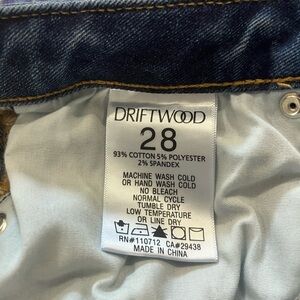 DRIFTWOOD
28
93% COTTON 5% POLYESTER
2% SPANDEX
MACHINE WASH COLD
OR HAND WASH COLD
NO BLEACH
NORMAL CYCLE
TUMBLE DRY
LOW TEMPERATURE
OR LINE DRY
RN#110712 CA#29438
MADE IN CHINA